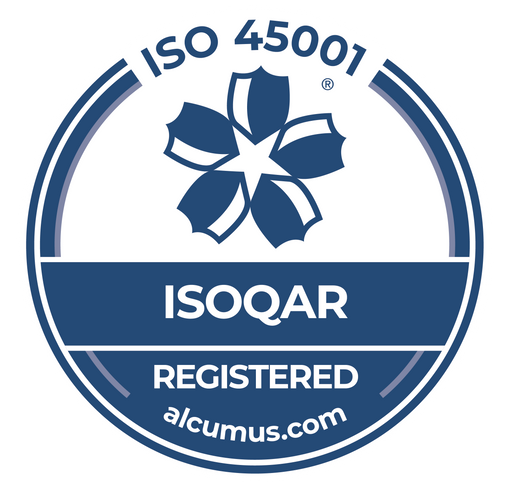 ISO 45001
®
ISOQAR
REGISTERED
alcumus.com